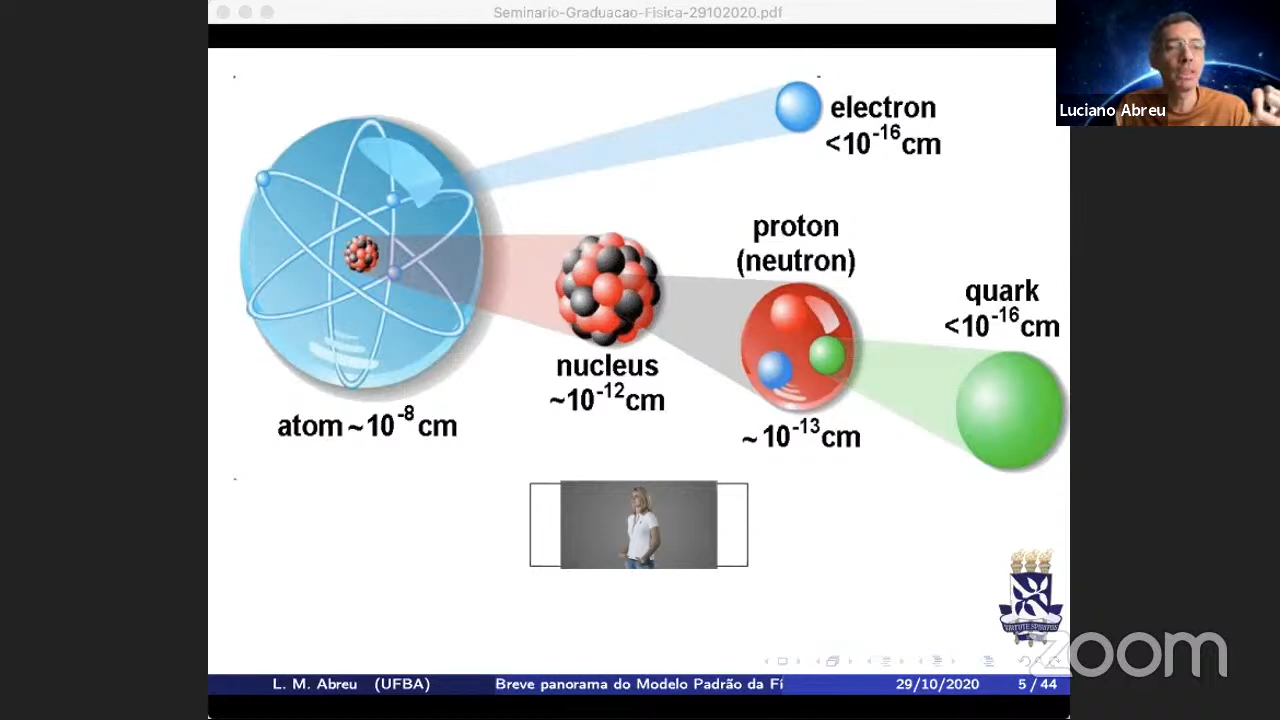 Seminario-Graduacao-Fisica-29102020.pdf
Luciano Abreu
electron
<10⁻¹⁶cm
proton
(neutron)
quark
<10⁻¹⁶cm
nucleus
~10⁻¹²cm
atom ~10⁻⁸ cm
~10⁻¹³cm
VIRTUTE SPIRITUS
zoom
L. M. Abreu (UFBA)
Breve panorama do Modelo Padrão da Fí
29/10/2020
5 / 44